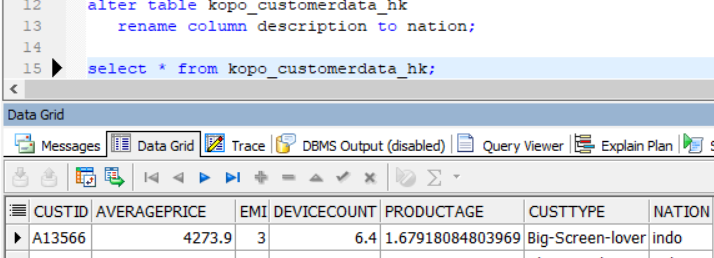 12 alter table kopo_customerdata_hk
13 rename column description to nation;
14
15 select * from kopo_customerdata_hk;
Data Grid
Messages Data Grid Trace DBMS Output (disabled) Query Viewer Explain Plan S
CUSTID AVERAGEPRICE EMI DEVICECOUNT PRODUCTAGE CUSTTYPE NATION
A13566 4273.9 3 6.4 1.67918084803969 Big-Screen-lover indo